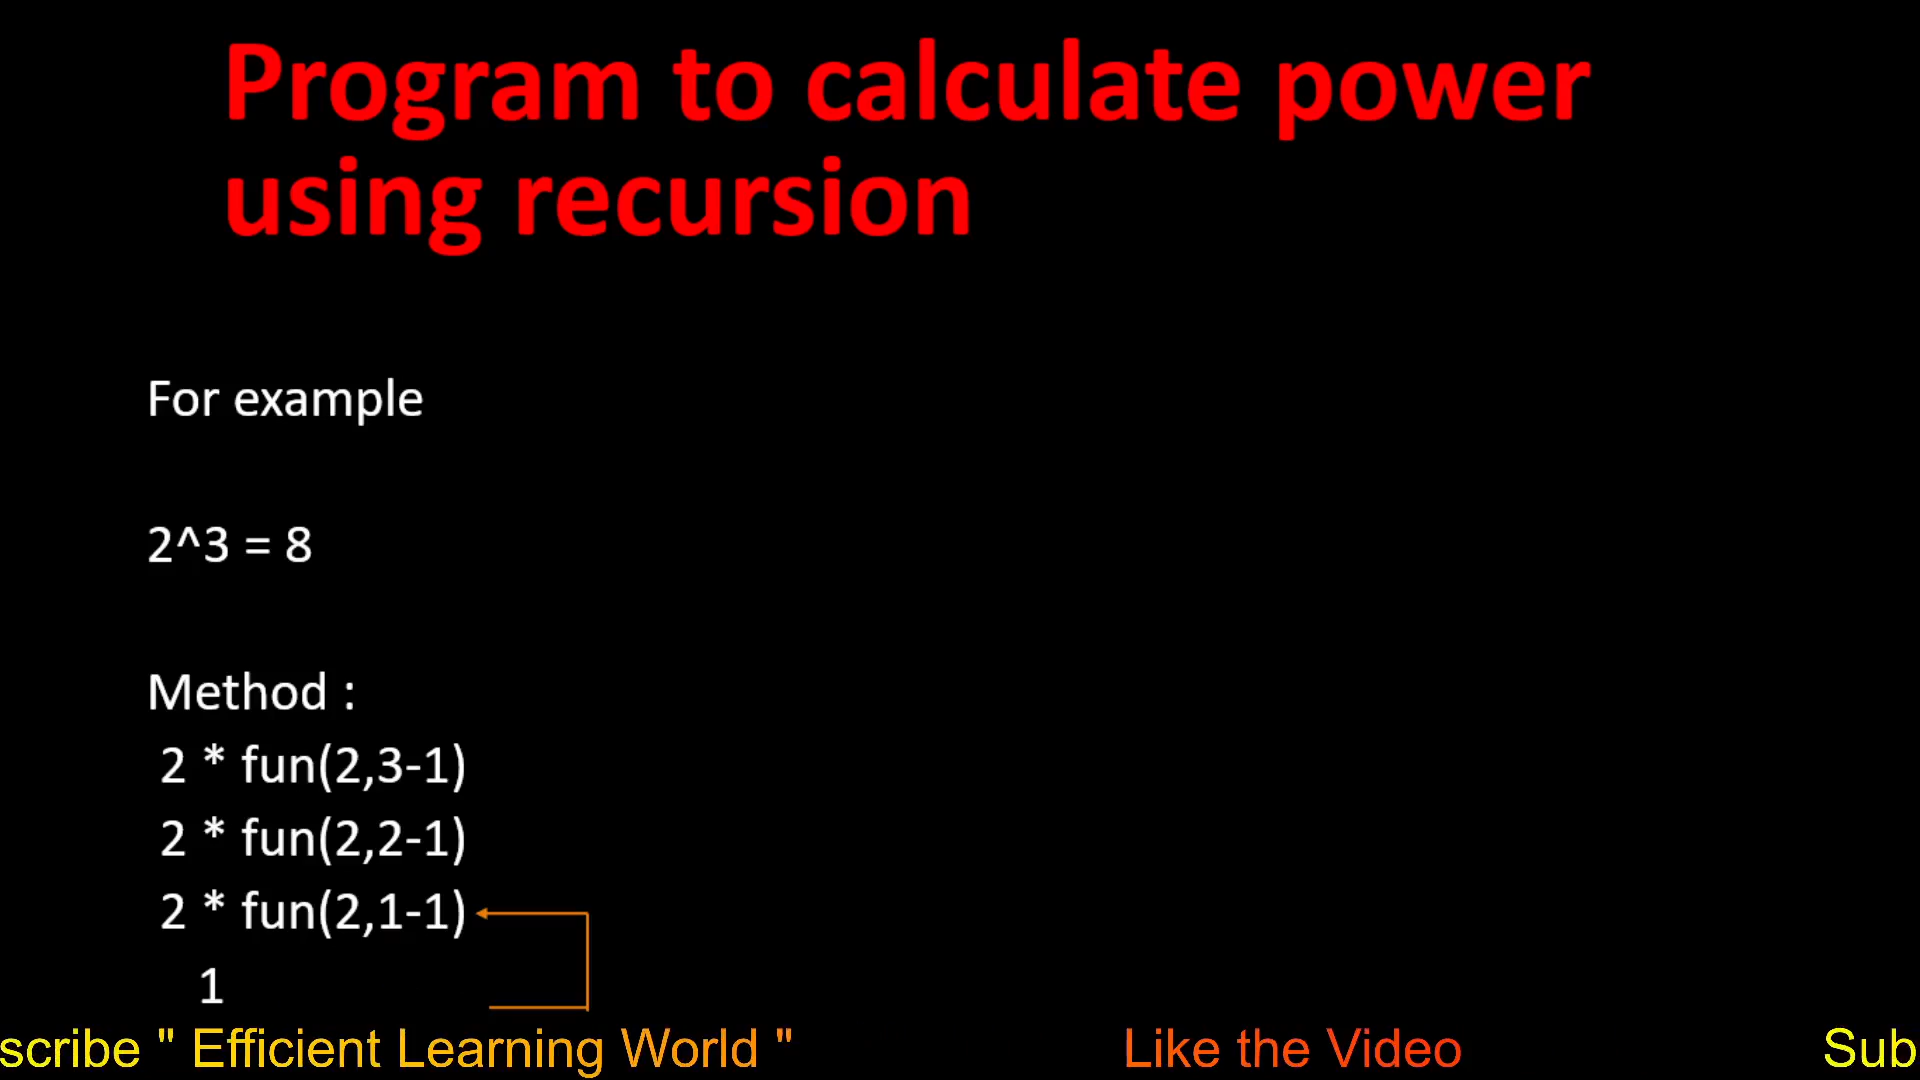 Program to calculate power
using recursion
For example
2^3 = 8
Method :
2 * fun(2,3-1)
2 * fun(2,2-1)
2 * fun(2,1-1)
1
scribe " Efficient Learning World " Like the Video Sub